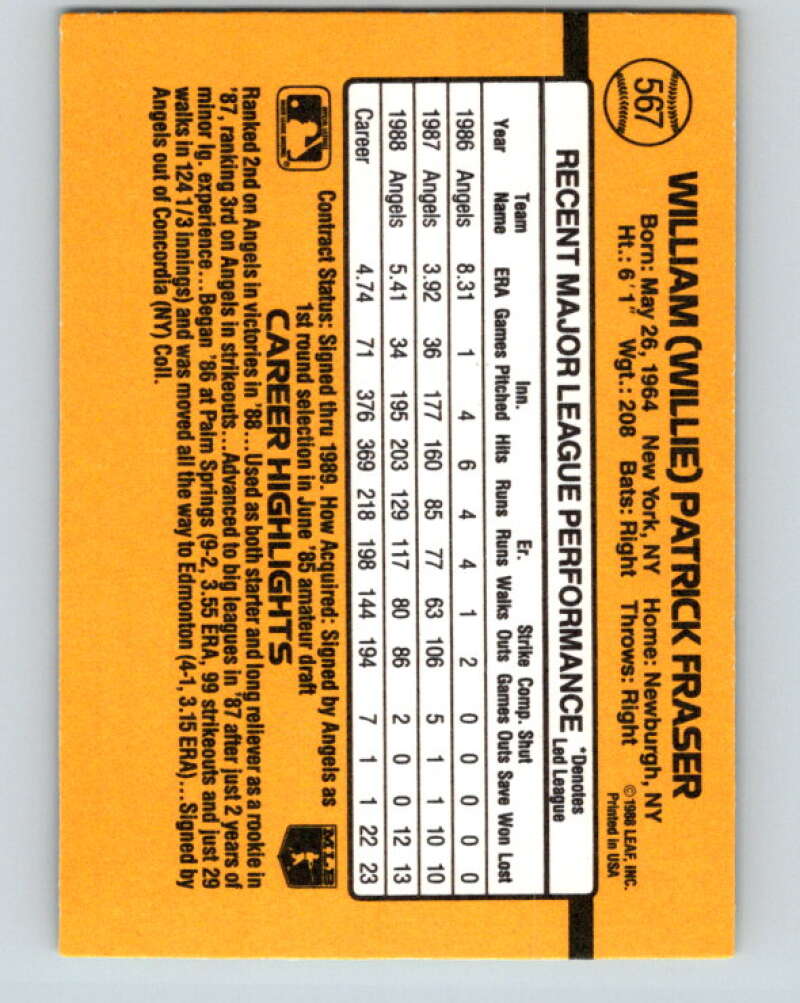 567
WILLIAM (WILLIE) PATRICK FRASER
Born: May 26, 1964 New York, NY Home: Newburgh, NY
Ht.: 6'1" Wgt.: 208 Bats: Right Throws: Right
©1988 LEAF, INC.
Printed in USA
RECENT MAJOR LEAGUE PERFORMANCE
*Denotes
Led League
Team Inn. Er. Strike Comp. Shut
Year Name ERA Games Pitched Hits Runs Runs Walks Outs Games Outs Save Won Lost
1986 Angels 8.31 1 4 6 4 4 1 2 0 0 0 0 0
1987 Angels 3.92 36 177 160 85 77 63 106 5 1 1 10 10
1988 Angels 5.41 34 195 203 129 117 80 86 2 0 0 12 13
Career 4.74 71 376 369 218 198 144 194 7 1 1 22 23
Contract Status: Signed thru 1989. How Acquired: Signed by Angels as
1st round selection in June '85 amateur draft
MLB
CAREER HIGHLIGHTS
Ranked 2nd on Angels in victories in '88...Used as both starter and long reliever as a rookie in
'87, ranking 3rd on Angels in strikeouts...Advanced to big leagues in '87 after just 2 years of
minor lg. experience...Began '86 at Palm Springs (9-2, 3.55 ERA, 99 strikeouts and just 29
walks in 124 1/3 innings) and was moved all the way to Edmonton (4-1, 3.15 ERA)...Signed by
Angels out of Concordia (NY) Coll.